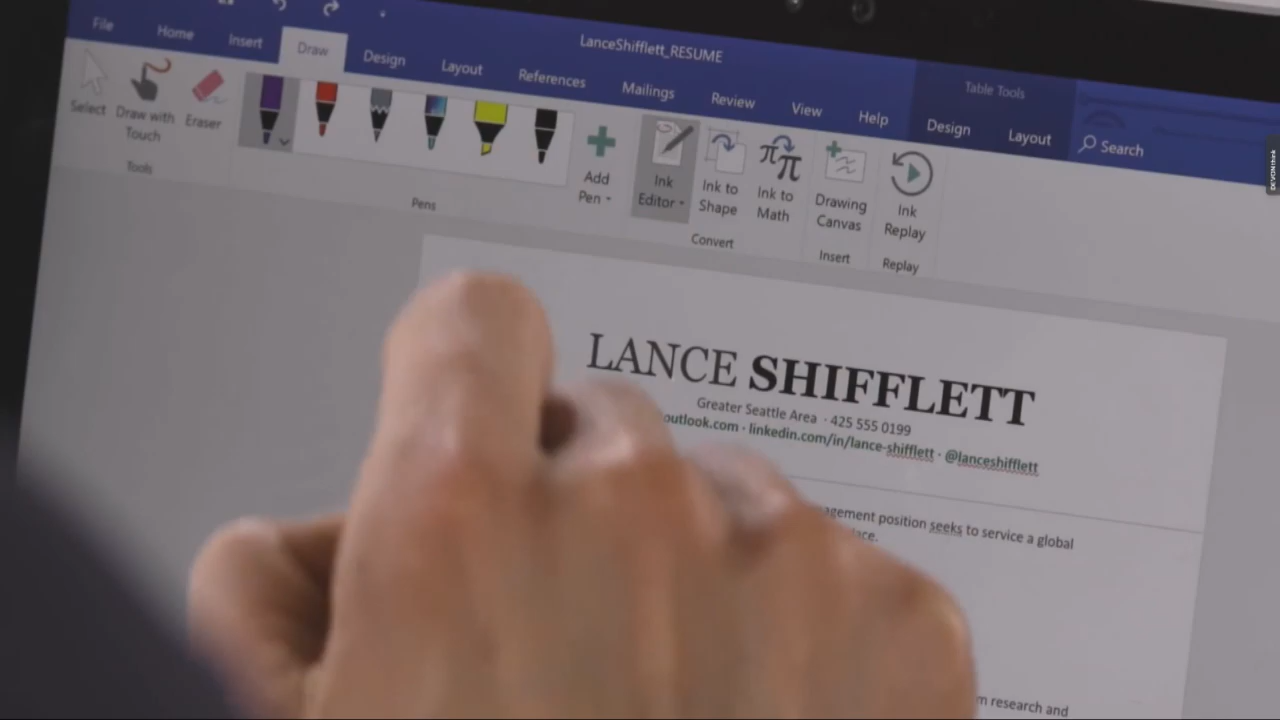 LanceShifflett_RESUME
File Home Insert Draw Design Layout References Mailings Review View Help
Table Tools
Design Layout
Search
Select
Draw with Touch
Eraser
Tools
Pens
Add Pen
Ink Editor
Ink to Shape
Ink to Math
Convert
Drawing Canvas
Insert
Ink Replay
Replay
LANCE SHIFFLETT
Greater Seattle Area · 425 555 0199
outlook.com · linkedin.com/in/lance-shifflett · @lanceshifflett
position seeks to service a global
research and